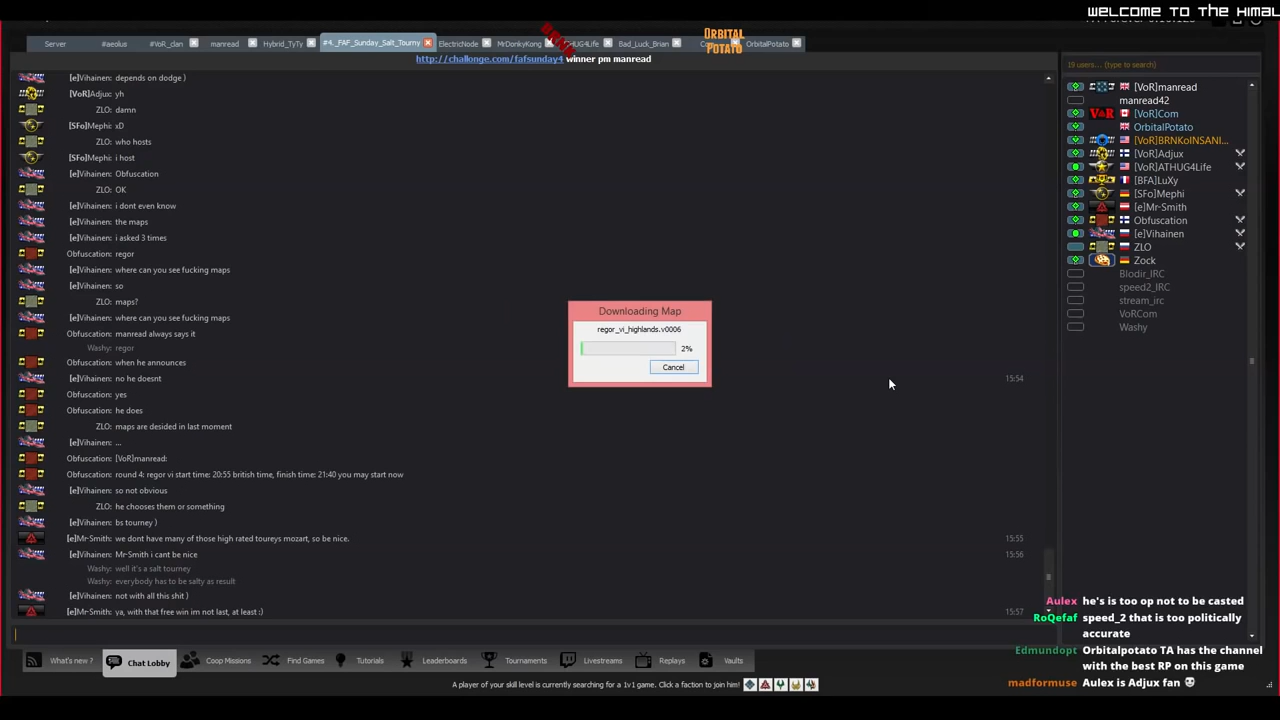 WELCOME TO THE HIMAL
Server
#aeolus
#VoR_clan
manread
Hybrid_TyTy
#4._FAF_Sunday_Salt_Tourny
ElectricNode
MrDonkyKong
THUG4Life
Bad_Luck_Brian
ORBITAL
POTATO
OrbitalPotato
http://challonge.com/fafsunday4 winner pm manread
19 users... (type to search)
[e]Vihainen: depends on dodge )
[VoR]Adjux: yh
ZLO: damn
[SFo]Mephi: xD
ZLO: who hosts
[SFo]Mephi: i host
[e]Vihainen: Obfuscation
ZLO: OK
[e]Vihainen: i dont even know
[e]Vihainen: the maps
[e]Vihainen: i asked 3 times
Obfuscation: regor
[e]Vihainen: where can you see fucking maps
[e]Vihainen: so
ZLO: maps?
[e]Vihainen: where can you see fucking maps
Obfuscation: manread always says it
Washy: regor
Obfuscation: when he announces
[e]Vihainen: no he doesnt 15:54
Obfuscation: yes
Obfuscation: he does
ZLO: maps are desided in last moment
[e]Vihainen: ...
Obfuscation: [VoR]manread:
Obfuscation: round 4: regor vi start time: 20:55 british time, finish time: 21:40 you may start now
[e]Vihainen: so not obvious
ZLO: he chooses them or something
[e]Vihainen: bs tourney )
[e]Mr-Smith: we dont have many of those high rated toureys mozart, so be nice. 15:55
[e]Vihainen: Mr-Smith i cant be nice 15:56
Washy: well it's a salt tourney
Washy: everybody has to be salty as result
[e]Vihainen: not with all this shit )
[e]Mr-Smith: ya, with that free win im not last, at least :) 15:57
Downloading Map
regor_vi_highlands.v0006
2%
Cancel
[VoR]manread
manread42
[VoR]Com
OrbitalPotato
[VoR]BRNKoINSANI...
[VoR]Adjux
[VoR]ATHUG4Life
[BFA]LuXy
[SFo]Mephi
[e]Mr-Smith
Obfuscation
[e]Vihainen
ZLO
Zock
Blodir_IRC
speed2_IRC
stream_irc
VoRCom
Washy
Aulex he's is too op not to be casted
RoQefaf speed_2 that is too politically
accurate
Edmundopt Orbitalpotato TA has the channel
with the best RP on this game
madformuse Aulex is Adjux fan
What's new ?
Chat Lobby
Coop Missions
Find Games
Tutorials
Leaderboards
Tournaments
Livestreams
Replays
Vaults
A player of your skill level is currently searching for a 1v1 game. Click a faction to join him!